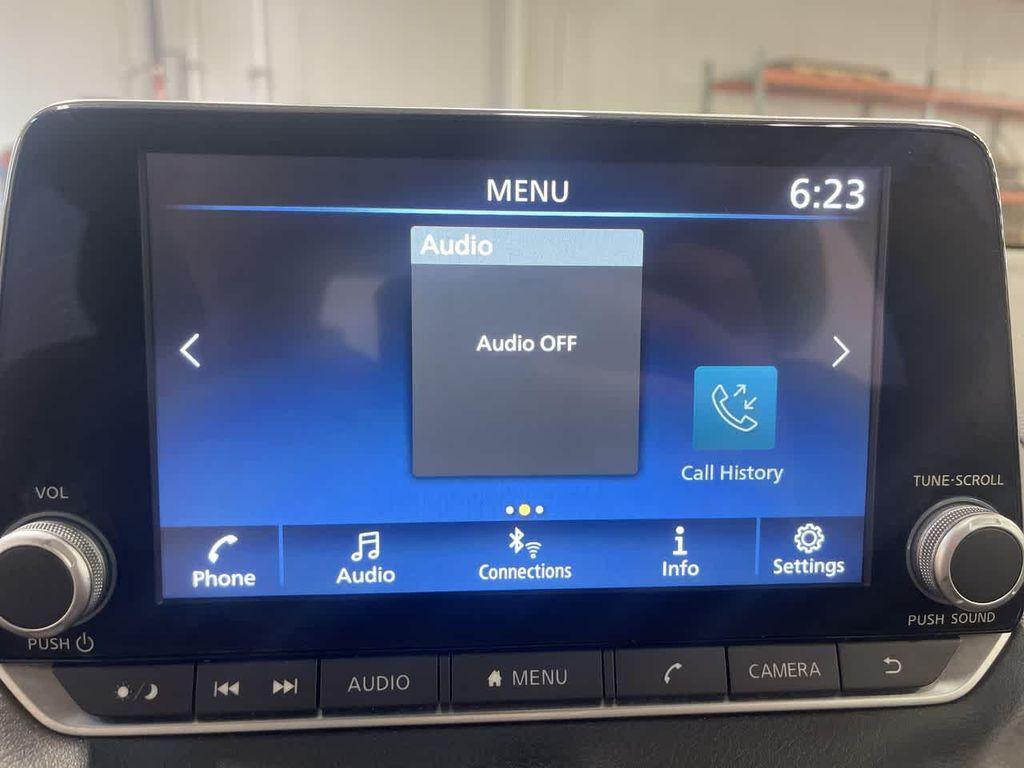 MENU
6:23
Audio
Audio OFF
Call History
Phone
Audio
Connections
Info
Settings
VOL
PUSH
TUNE·SCROLL
PUSH SOUND
AUDIO
MENU
CAMERA